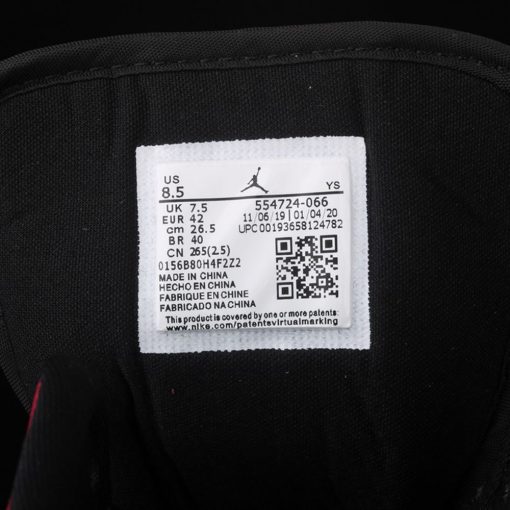 US
8.5 YS
UK 7.5 554724-066
EUR 42 11/06/19 | 01/04/20
cm 26.5 UPC 00193658124782
BR 40
CN 265(2.5)
0156B80H4F2Z2
MADE IN CHINA
HECHO EN CHINA
FABRIQUE EN CHINE
FABRICADO NA CHINA
This product is covered by one or more patents:
www.nike.com/patentsvirtualmarking